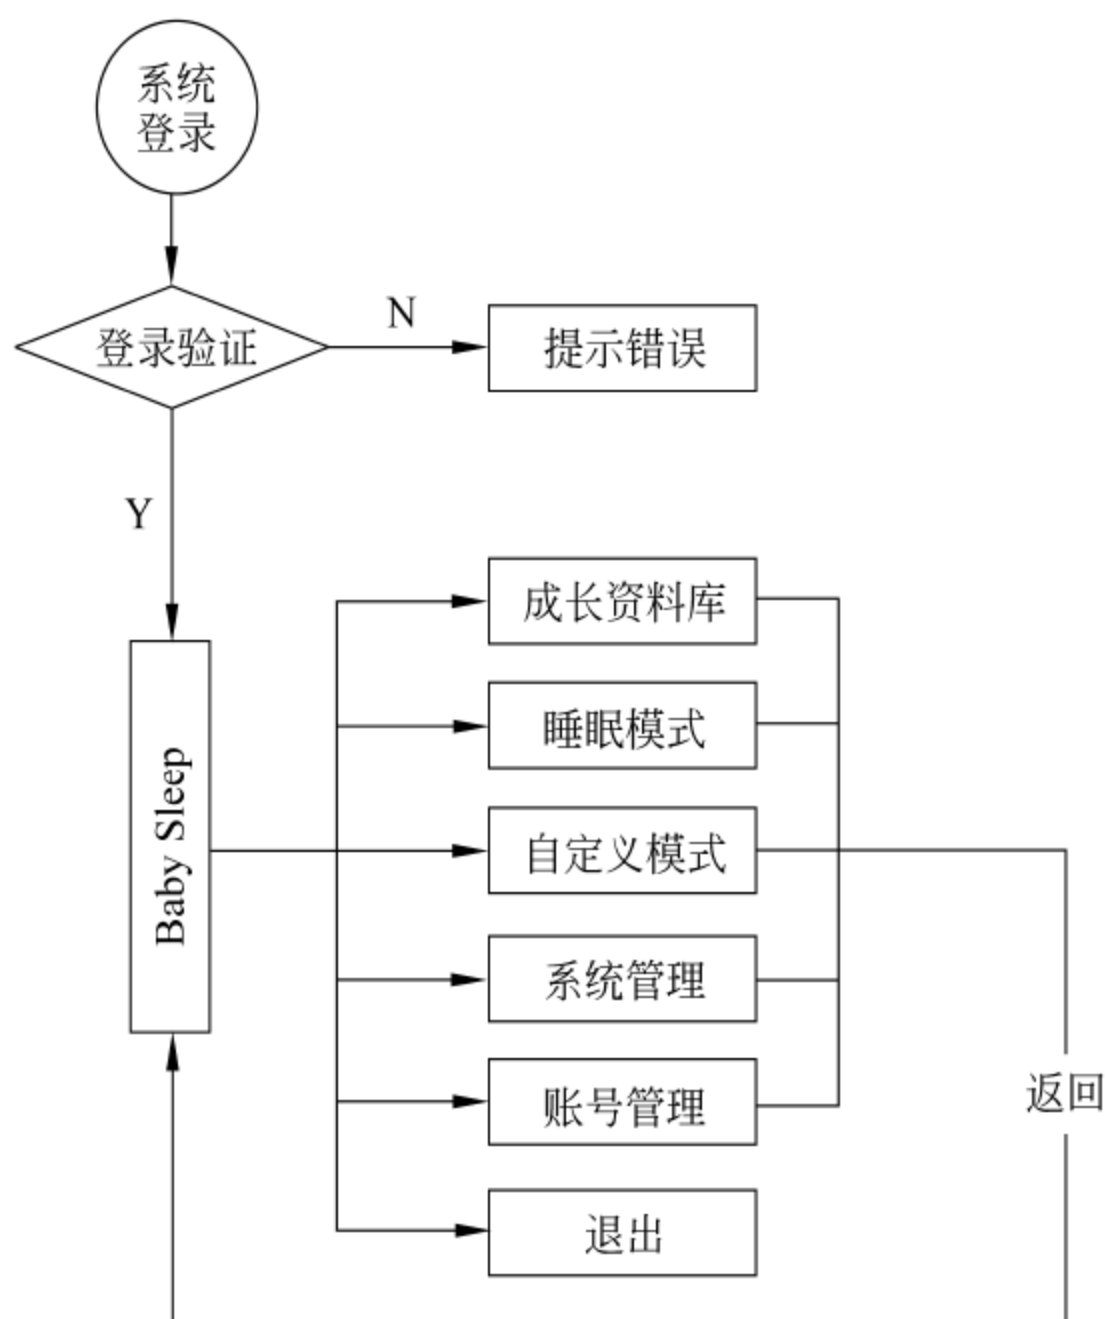 系统
登录
登录验证
N
提示错误
Y
Baby Sleep
成长资料库
睡眠模式
自定义模式
系统管理
账号管理
返回
退出